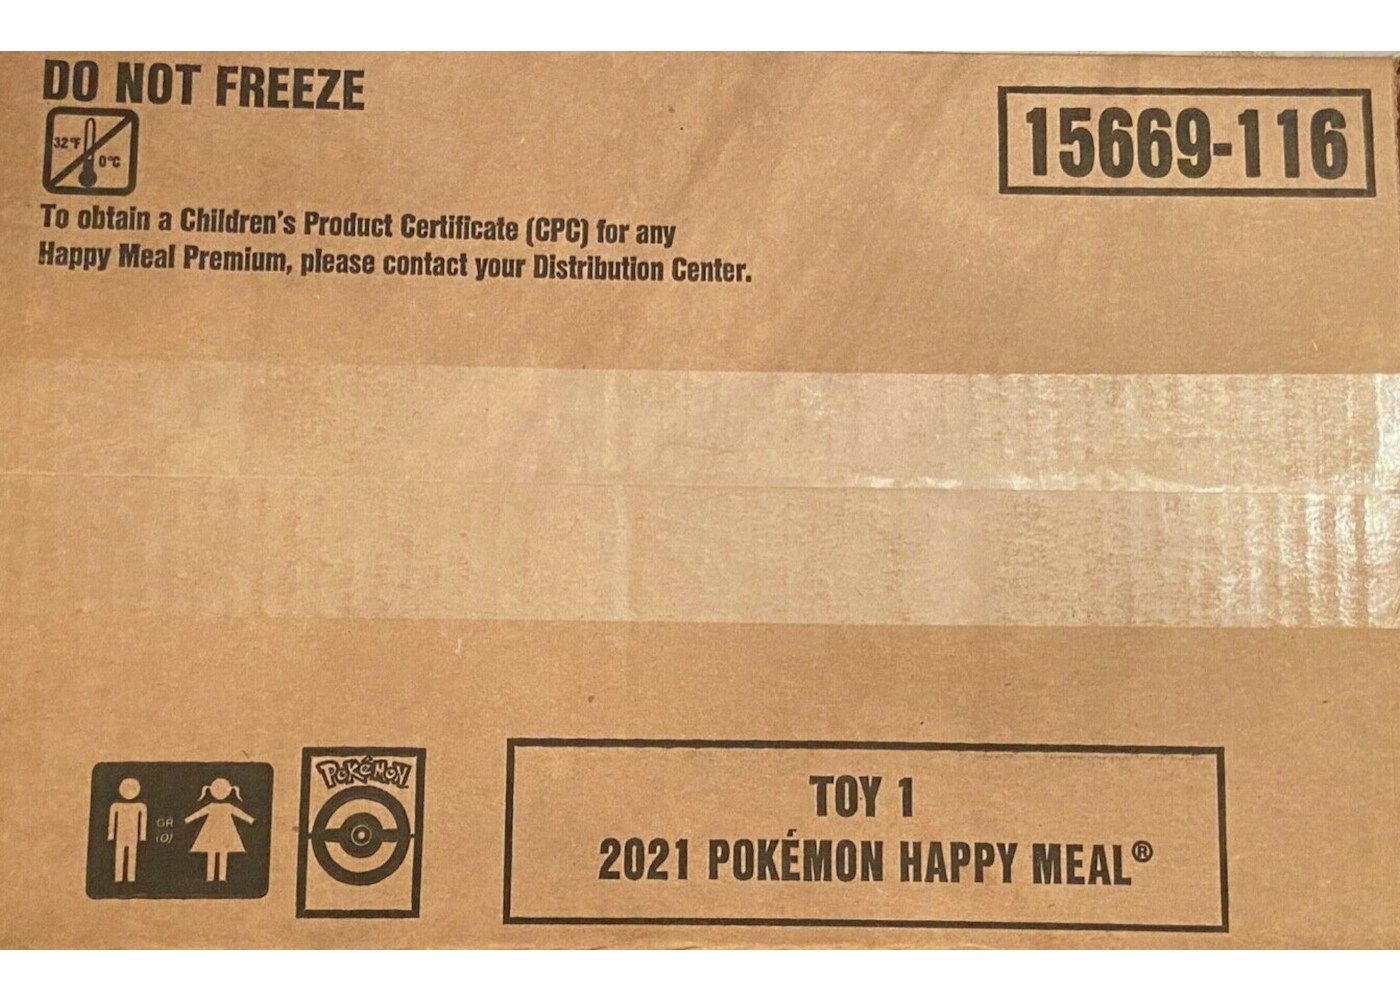 DO NOT FREEZE
32°F
0°C
15669-116
To obtain a Children's Product Certificate (CPC) for any
Happy Meal Premium, please contact your Distribution Center.
GR
(O)
POKéMON
TOY 1
2021 POKÉMON HAPPY MEAL®